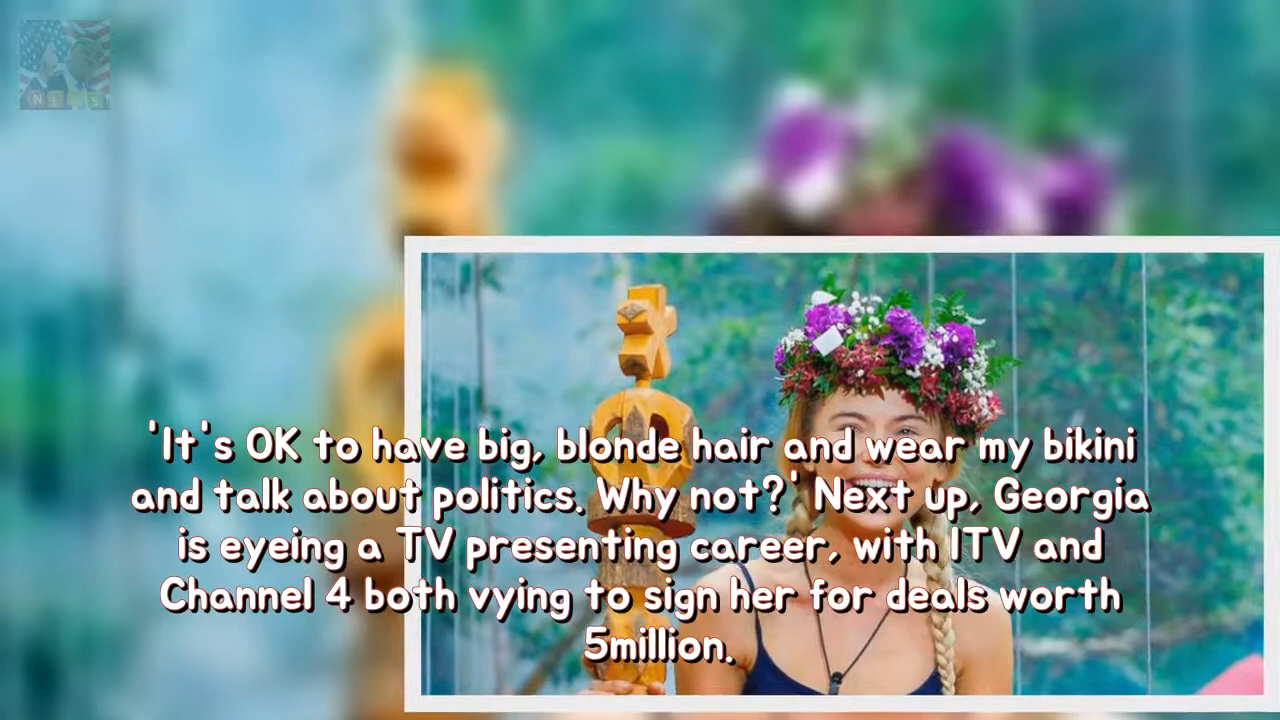 'It's OK to have big, blonde hair and wear my bikini
and talk about politics. Why not?' Next up, Georgia
is eyeing a TV presenting career, with ITV and
Channel 4 both vying to sign her for deals worth
5million.
NEWS